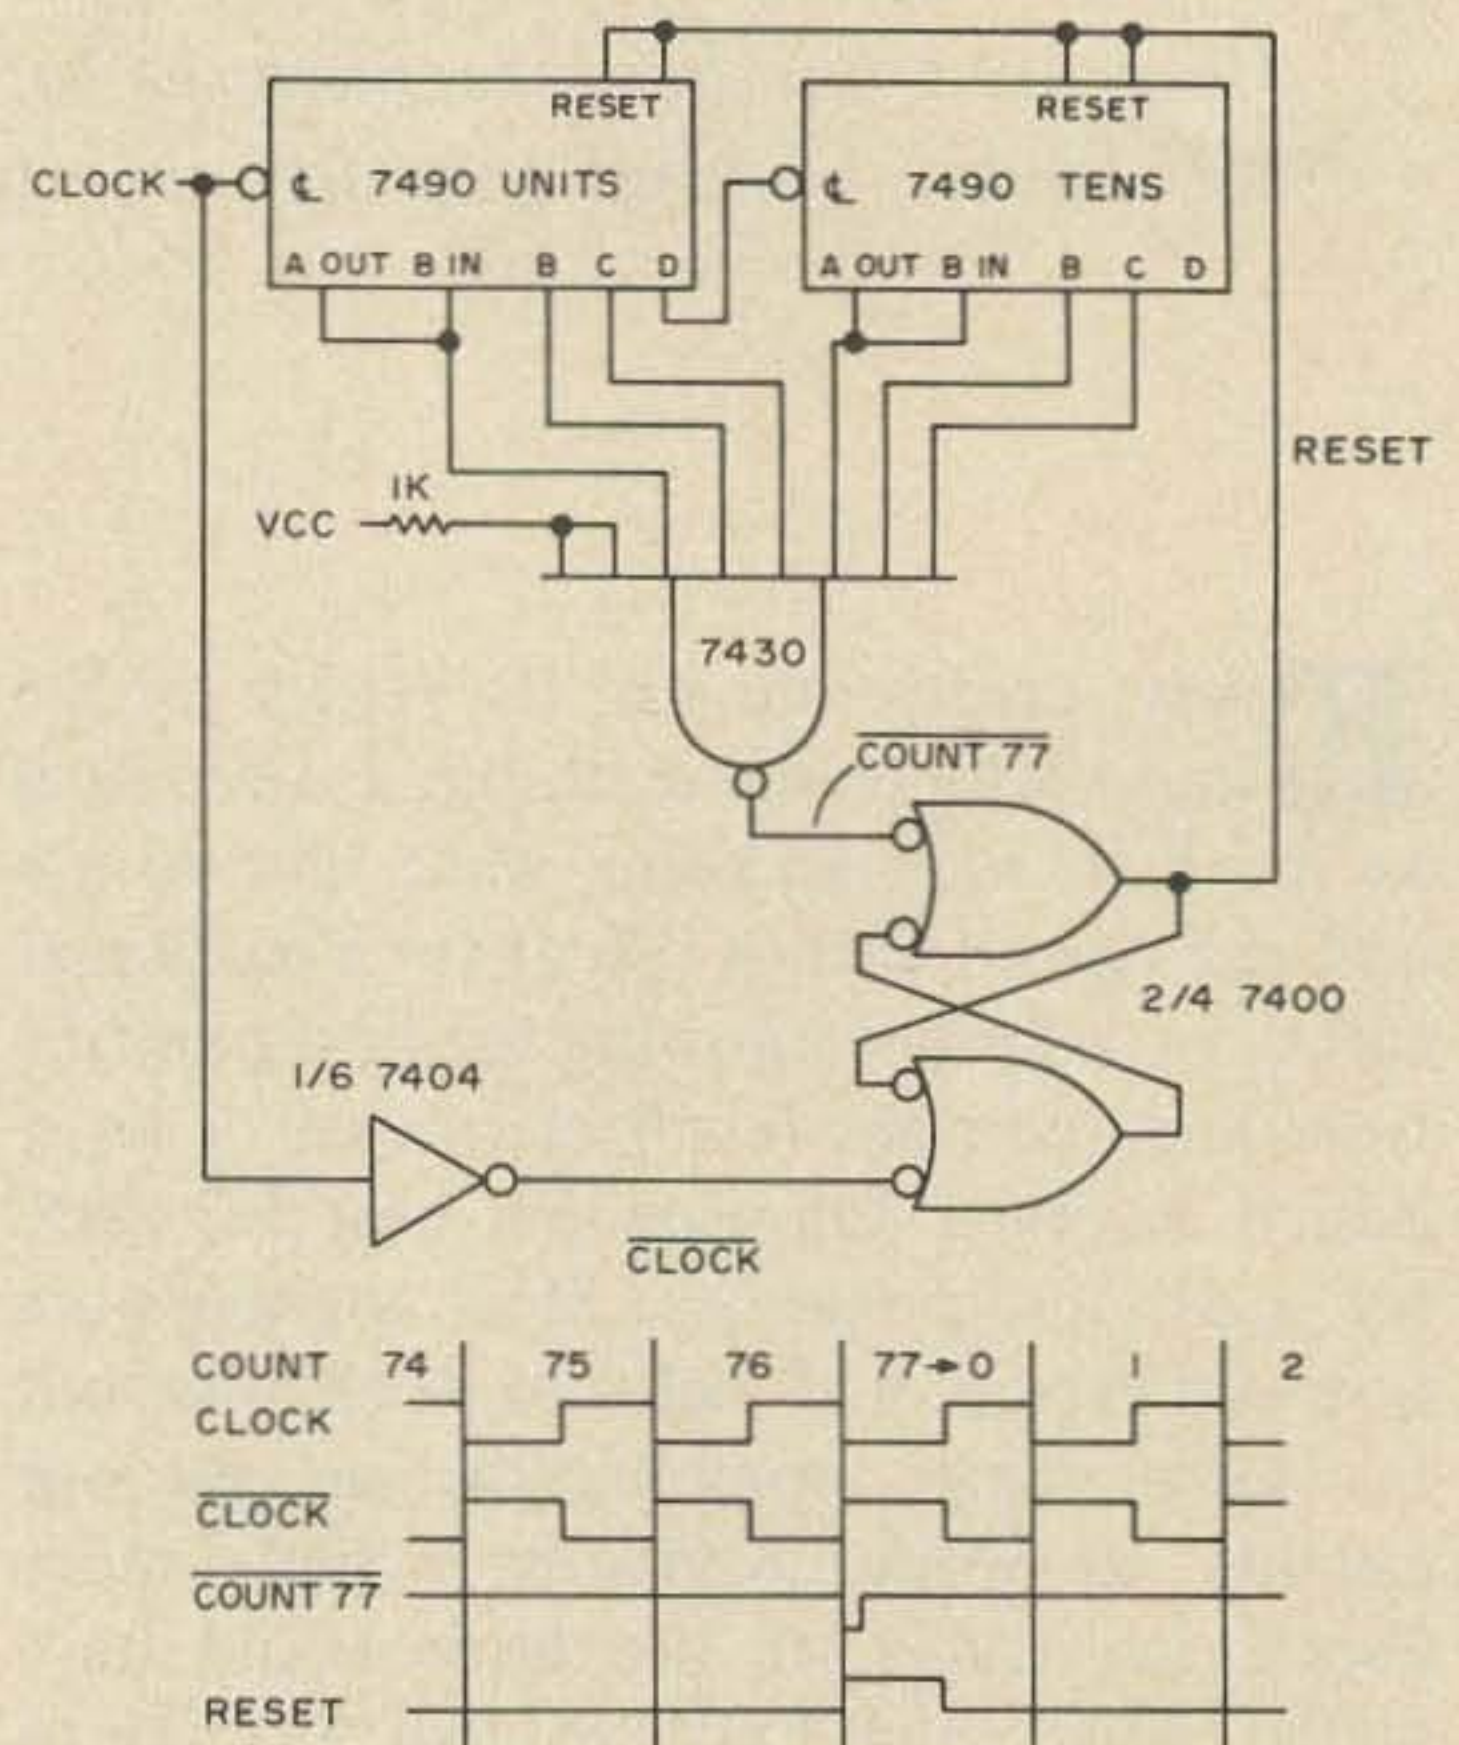 RESET
RESET
CLOCK
℄ 7490 UNITS
℄ 7490 TENS
A OUT B IN B C D
A OUT B IN B C D
RESET
1K
VCC
7430
COUNT 77
2/4 7400
1/6 7404
CLOCK
COUNT 74 75 76 77→0 1 2
CLOCK
CLOCK
COUNT 77
RESET